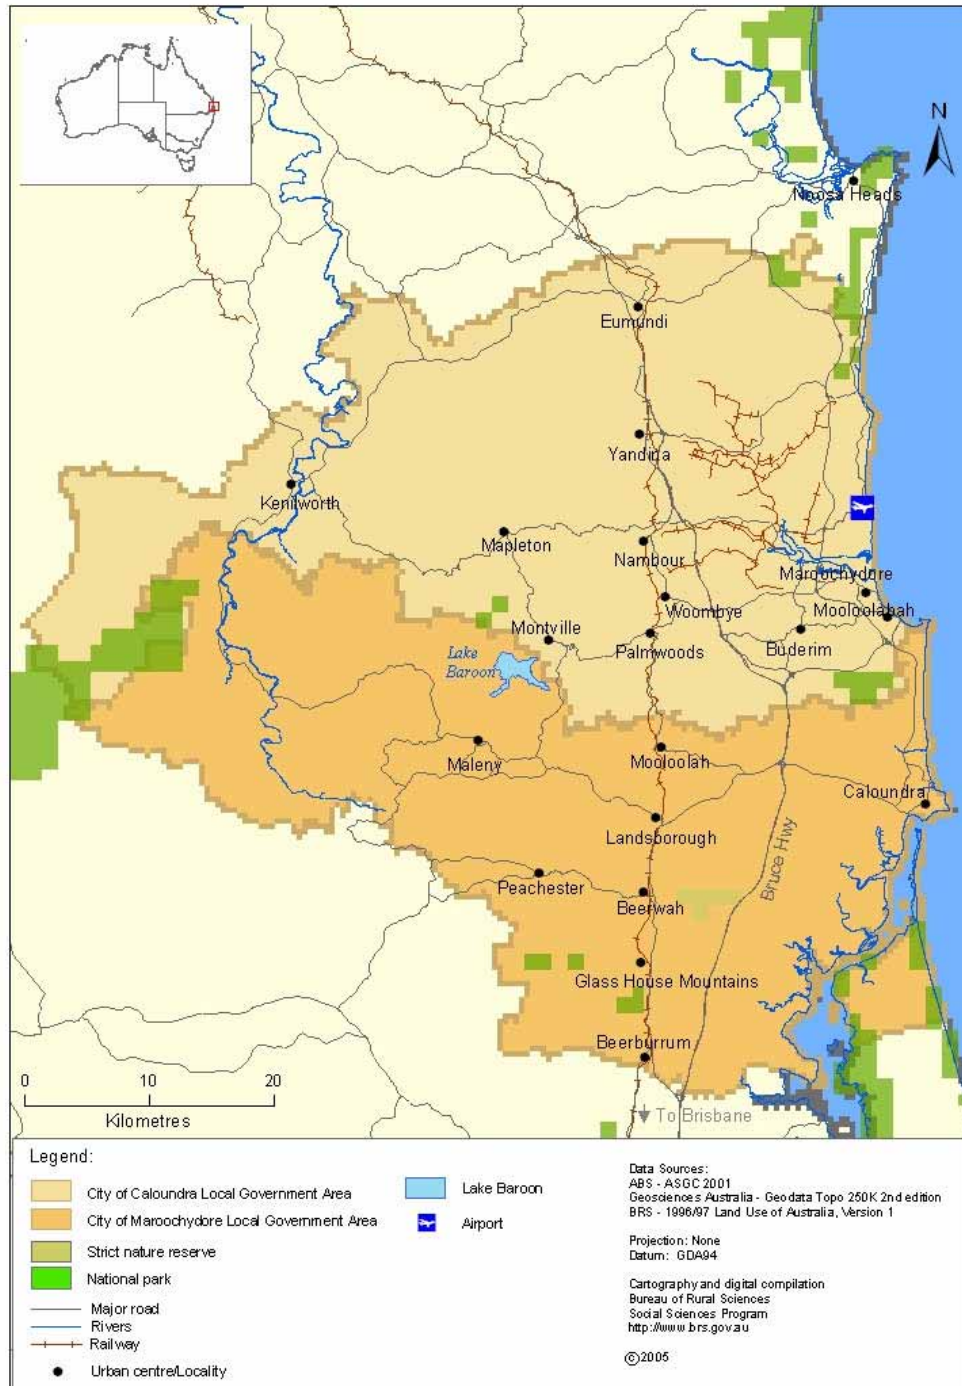 N
Noosa Heads
Eumundi
Yandina
Kenilworth
Mapleton
Nambour
Maroochydore
Woombye
Mooloolabah
Montville
Palmwoods
Buderim
Lake
Baroon
Maleny
Mooloolah
Caloundra
Landsborough
Bruce Hwy
Peachester
Beerwah
Glass House Mountains
Beerburrum
0 10 20
Kilometres
To Brisbane
Legend:
City of Caloundra Local Government Area
City of Maroochydore Local Government Area
Strict nature reserve
National park
Major road
Rivers
Railway
Urban centre/Locality
Lake Baroon
Airport
Data Sources:
ABS - ASGC 2001
Geosciences Australia - Geodata Topo 250K 2nd edition
BRS - 1996/97 Land Use of Australia, Version 1
Projection: None
Datum: GDA94
Cartography and digital compilation
Bureau of Rural Sciences
Social Sciences Program
http://www.brs.gov.au
©2005